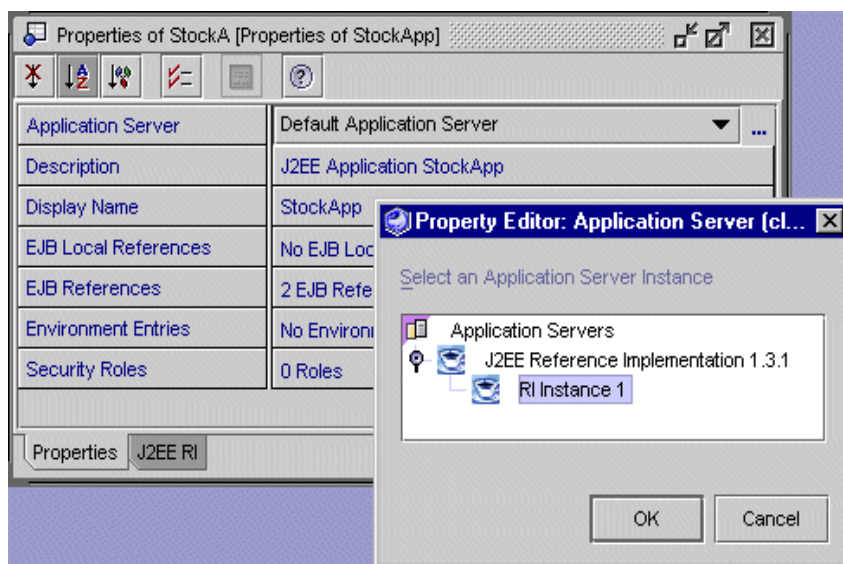 Properties of StockA [Properties of StockApp]
Application Server
Default Application Server
...
Description
J2EE Application StockApp
Display Name
StockApp
EJB Local References
No EJB Loc
EJB References
2 EJB Refe
Environment Entries
No Environ
Security Roles
0 Roles
Properties
J2EE RI
Property Editor: Application Server (cl...
Select an Application Server Instance
Application Servers
J2EE Reference Implementation 1.3.1
RI Instance 1
OK
Cancel